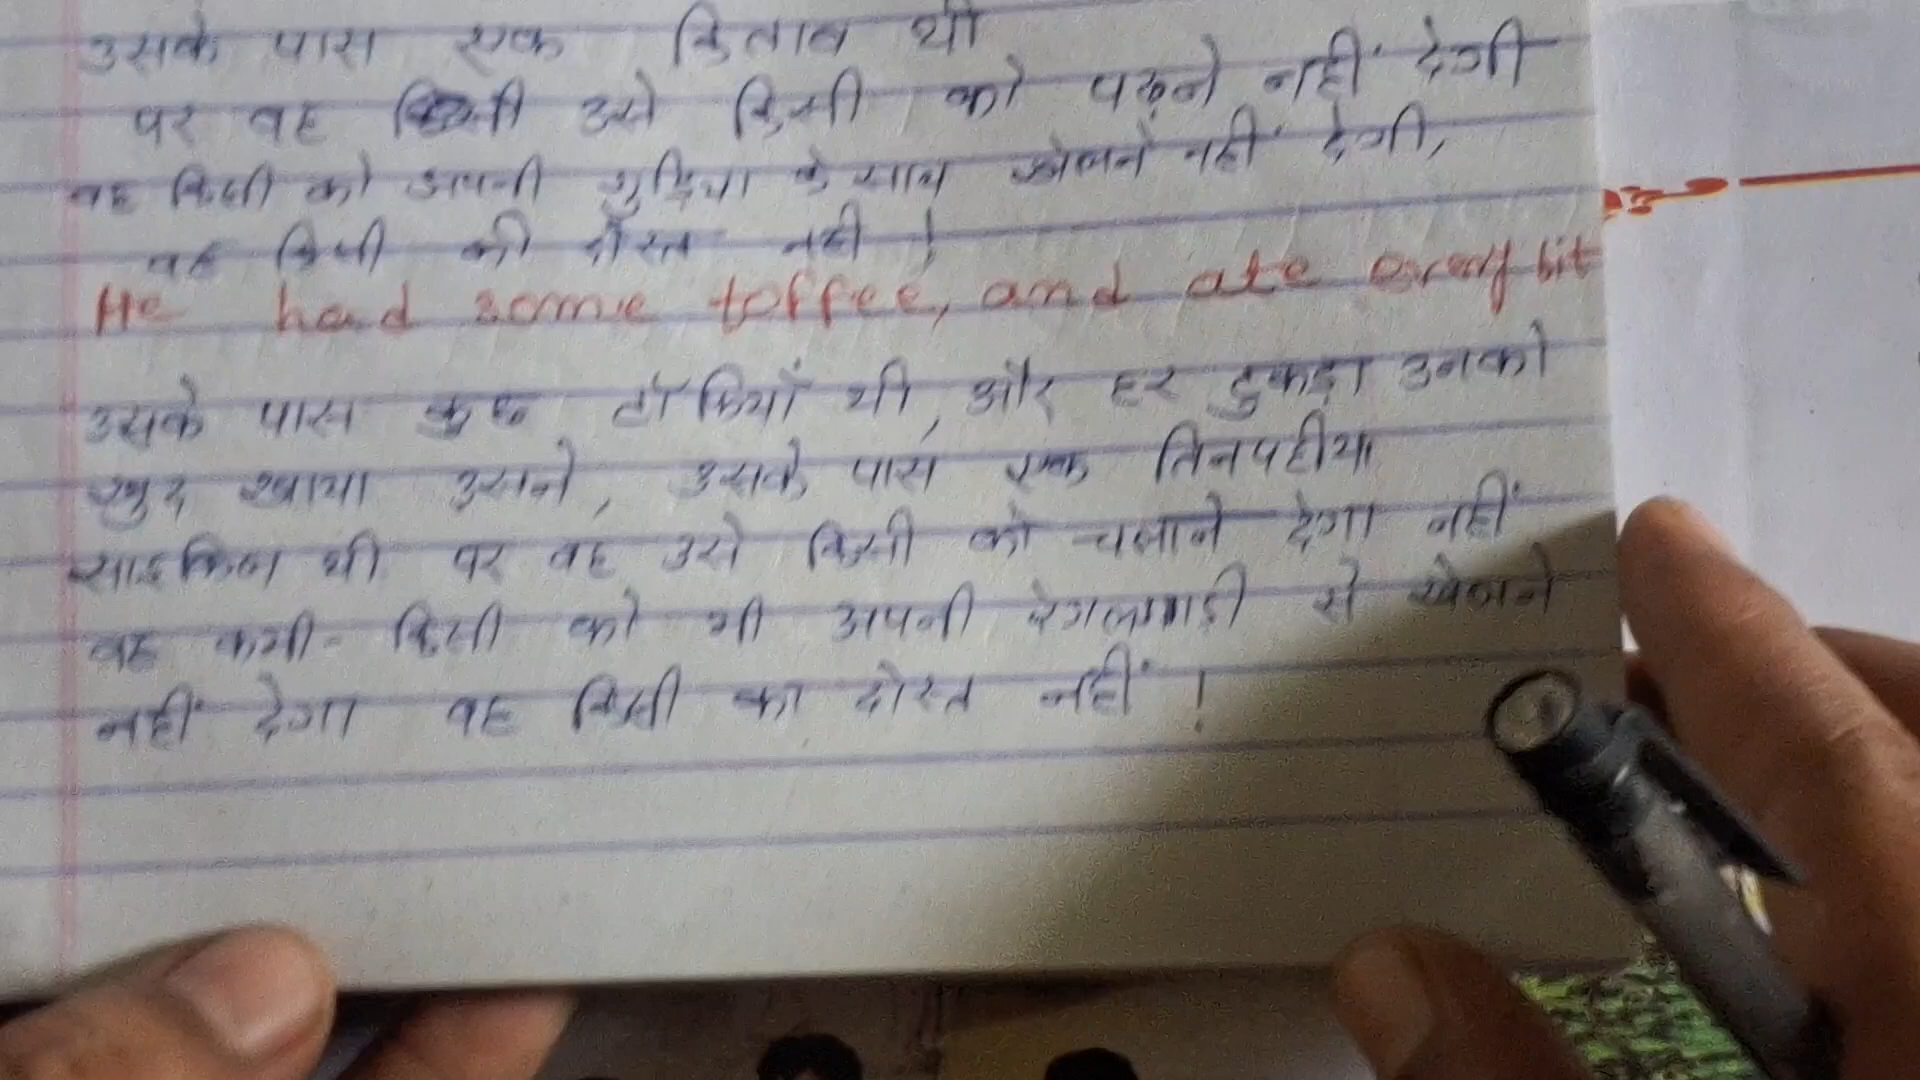 उसके पास एक किताब थी
पर वह उसे किसी को पढ़ने नहीं देगी
वह किसी को अपनी गुड़िया के साथ खेलने नहीं देगी,
वह किसी की दोस्त नहीं !
He had some toffee, and ate every bit
उसके पास कुछ टॉफियाँ थी, और हर टुकड़ा उनको
खुद खाया उसने, उसके पास एक तिनपहीया
साइकिल थी पर वह उसे किसी को चलाने देगा नहीं
वह कभी - किसी को भी अपनी से खेलने
नहीं देगा वह किसी का दोस्त नहीं !